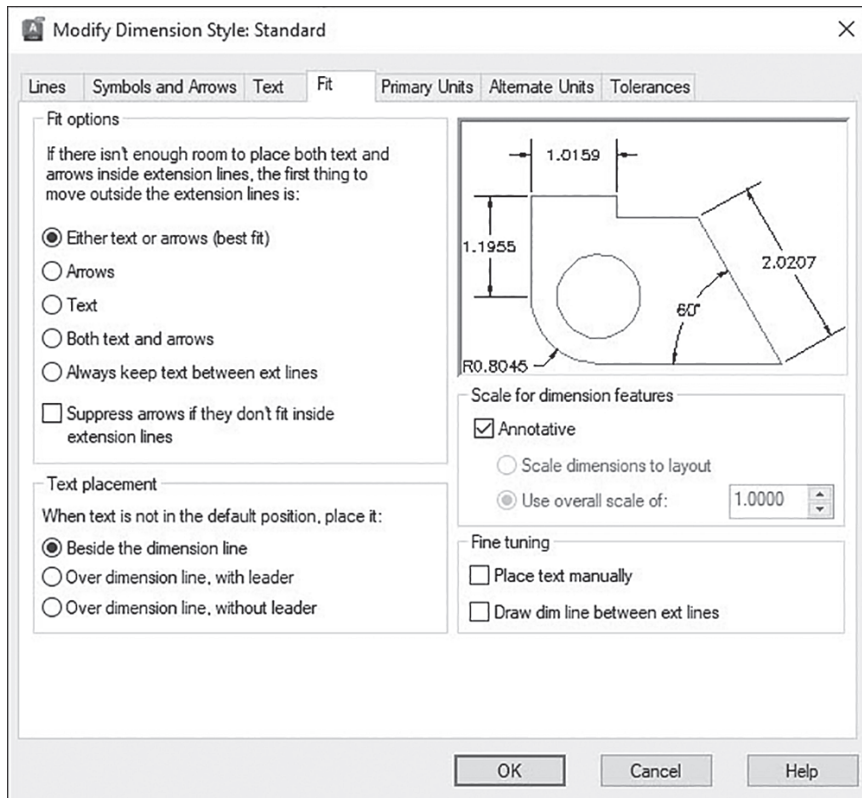 Modify Dimension Style: Standard
Lines
Symbols and Arrows
Text
Fit
Primary Units
Alternate Units
Tolerances
Fit options
If there isn't enough room to place both text and
arrows inside extension lines, the first thing to
move outside the extension lines is:
Either text or arrows (best fit)
Arrows
Text
Both text and arrows
Always keep text between ext lines
Suppress arrows if they don't fit inside
extension lines
Text placement
When text is not in the default position, place it:
Beside the dimension line
Over dimension line, with leader
Over dimension line, without leader
1.0159
1.1955
2.0207
60°
R0.8045
Scale for dimension features
Annotative
Scale dimensions to layout
Use overall scale of:
1.0000
Fine tuning
Place text manually
Draw dim line between ext lines
OK
Cancel
Help